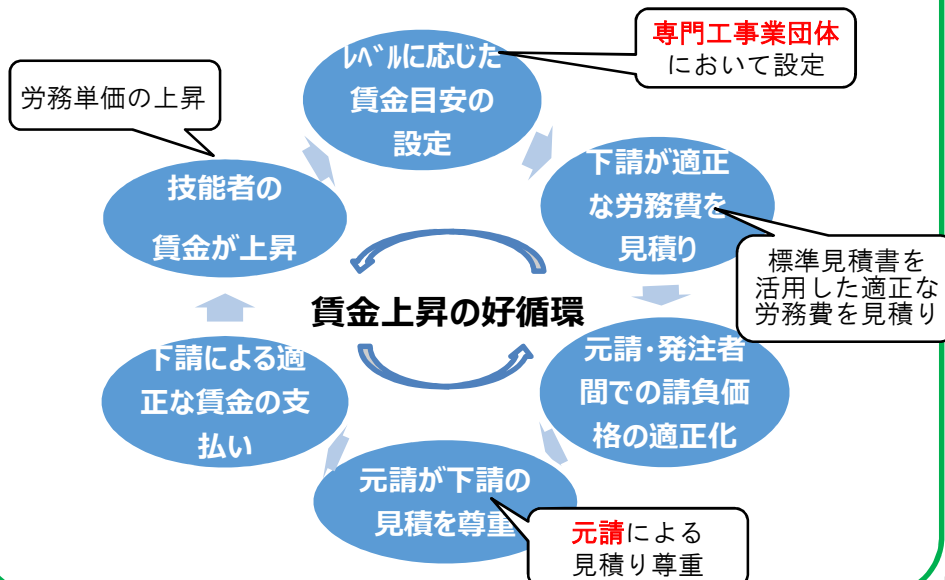 専門工事業団体
において設定
レベルに応じた
賃金目安の
設定
労務単価の上昇
下請が適正
な労務費を
見積り
技能者の
賃金が上昇
標準見積書を
活用した適正な
労務費を見積り
賃金上昇の好循環
元請・発注者
間での請負価
格の適正化
下請による適
正な賃金の支
払い
元請が下請の
見積を尊重
元請による
見積り尊重